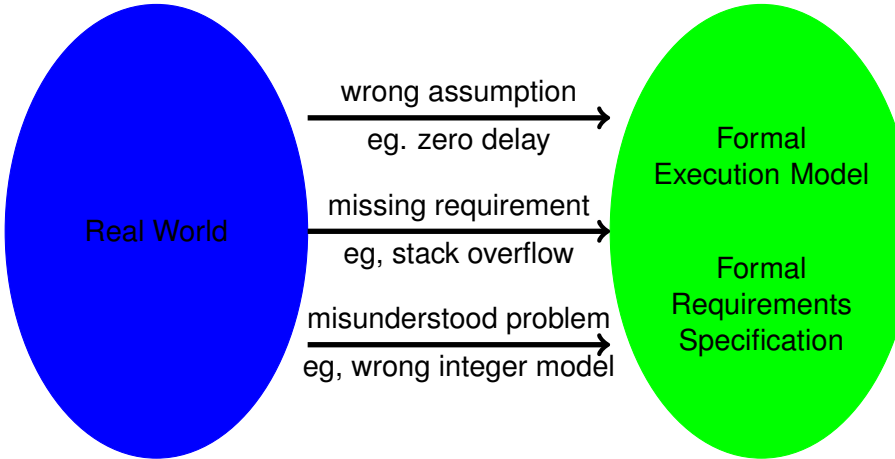 Real World
wrong assumption
eg. zero delay
missing requirement
eg, stack overflow
misunderstood problem
eg, wrong integer model
Formal
Execution Model
Formal
Requirements
Specification